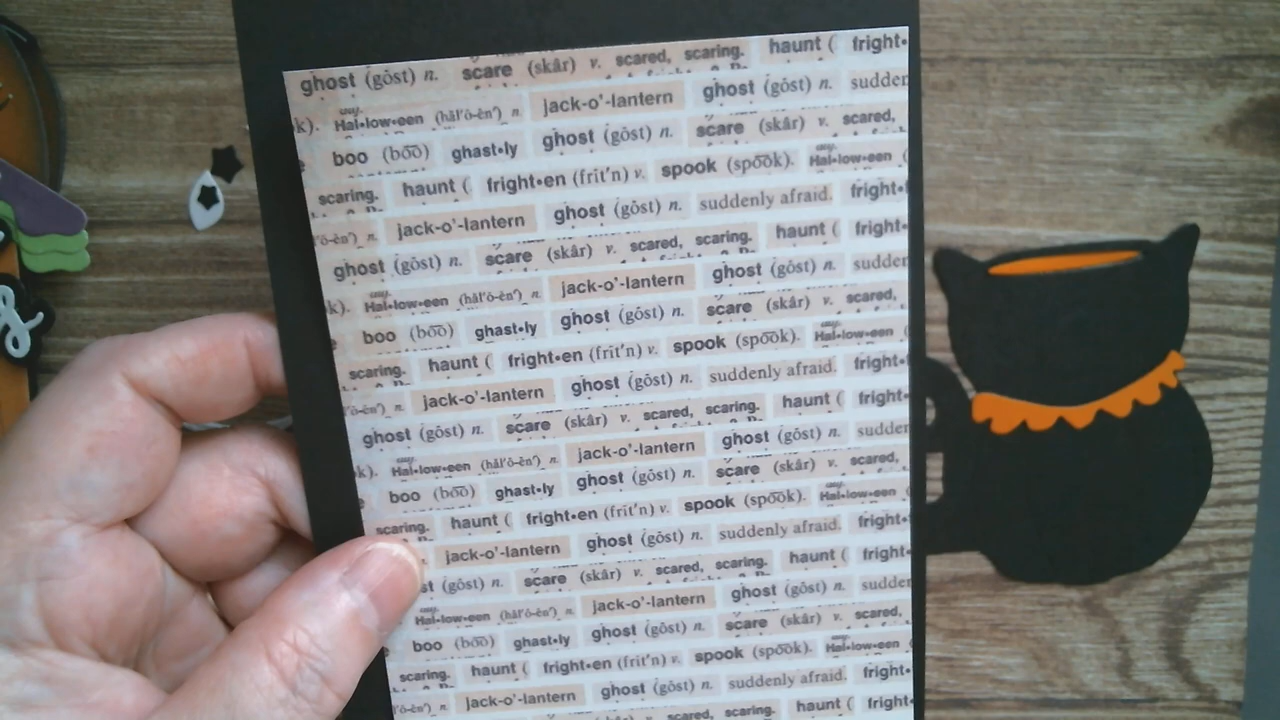 ghost (gōst) n. scare (skâr) v. scared, scaring. haunt ( fright•
k). Hal•low•een (hăl′ō-ēn′) n. jack-o’-lantern ghost (gōst) n. sudden
boo (bōō) ghast•ly ghost (gōst) n. scare (skâr) v. scared,
scaring. haunt ( fright•en (frīt′n) v. spook (spōōk). Hal•low•een (
jack-o’-lantern ghost (gōst) n. suddenly afraid. fright•
ghost (gōst) n. scare (skâr) v. scared, scaring. haunt ( fright•
k). Hal•low•een (hăl′ō-ēn′) n. jack-o’-lantern ghost (gōst) n. sudden
boo (bōō) ghast•ly ghost (gōst) n. scare (skâr) v. scared,
scaring. haunt ( fright•en (frīt′n) v. spook (spōōk). Hal•low•een (
jack-o’-lantern ghost (gōst) n. suddenly afraid. fright•
ghost (gōst) n. scare (skâr) v. scared, scaring. haunt ( fright•
k). Hal•low•een (hăl′ō-ēn′) n. jack-o’-lantern ghost (gōst) n. sudden
boo (bōō) ghast•ly ghost (gōst) n. scare (skâr) v. scared,
scaring. haunt ( fright•en (frīt′n) v. spook (spōōk). Hal•low•een (
jack-o’-lantern ghost (gōst) n. suddenly afraid. fright•
st (gōst) n. scare (skâr) v. scared, scaring. haunt ( fright•
Hal•low•een (hăl′ō-ēn′) n. jack-o’-lantern ghost (gōst) n. sudden
boo (bōō) ghast•ly ghost (gōst) n. scare (skâr) v. scared,
scaring. haunt ( fright•en (frīt′n) v. spook (spōōk). Hal•low•een (
jack-o’-lantern ghost (gōst) n. suddenly afraid. fright•
scare (skâr) v. scared, scaring. haunt ( fright•